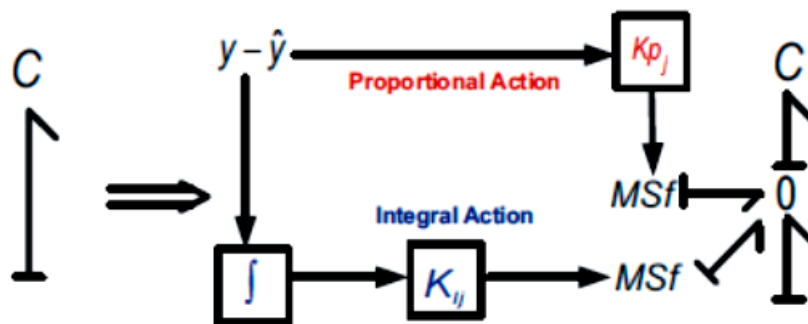 C
y – ŷ
Kp_j
Proportional Action
C
MSf
0
Integral Action
∫
K_Ij
MSf